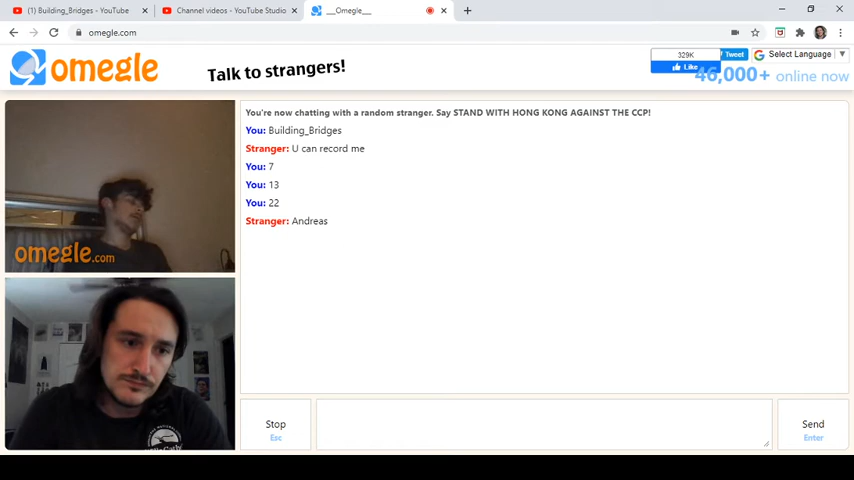 (1) Building_Bridges - YouTube
Channel videos - YouTube Studio
__Omegle__
omegle.com
omegle
Talk to strangers!
329K
Like
Tweet
Select Language
46,000+ online now
You're now chatting with a random stranger. Say STAND WITH HONG KONG AGAINST THE CCP!
You: Building_Bridges
Stranger: U can record me
You: 7
You: 13
You: 22
Stranger: Andreas
omegle.com
Stop
Esc
Send
Enter